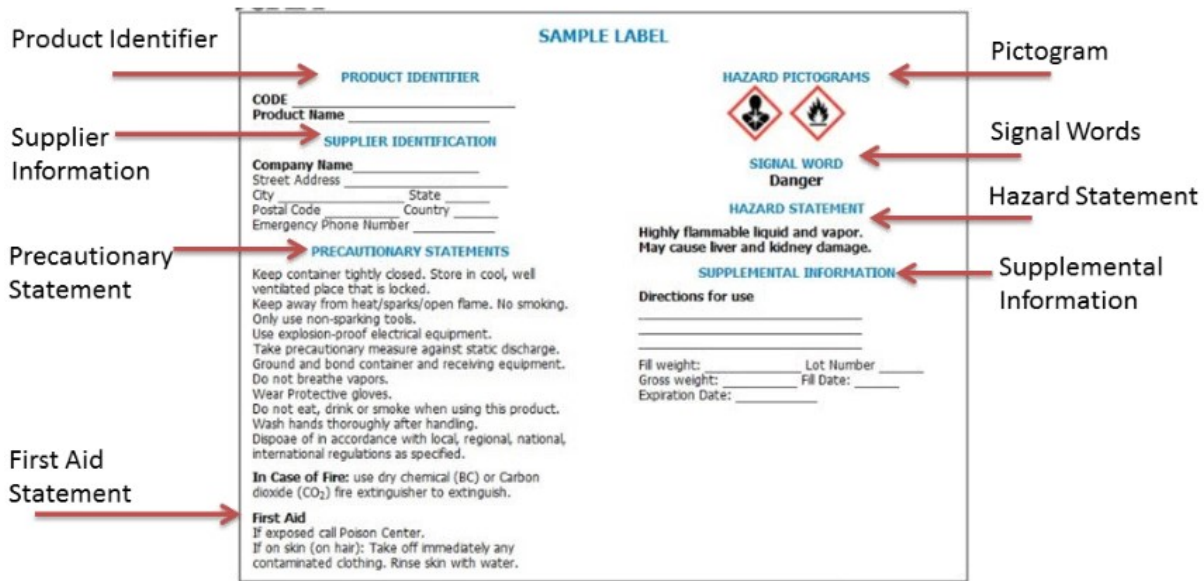 Product Identifier
Supplier
Information
Precautionary
Statement
First Aid
Statement
SAMPLE LABEL
PRODUCT IDENTIFIER
CODE
Product Name
SUPPLIER IDENTIFICATION
Company Name
Street Address
City State
Postal Code Country
Emergency Phone Number
PRECAUTIONARY STATEMENTS
Keep container tightly closed. Store in cool, well
ventilated place that is locked.
Keep away from heat/sparks/open flame. No smoking.
Only use non-sparking tools.
Use explosion-proof electrical equipment.
Take precautionary measure against static discharge.
Ground and bond container and receiving equipment.
Do not breathe vapors.
Wear Protective gloves.
Do not eat, drink or smoke when using this product.
Wash hands thoroughly after handling.
Dispoae of in accordance with local, regional, national,
international regulations as specified.
In Case of Fire: use dry chemical (BC) or Carbon
dioxide (CO₂) fire extinguisher to extinguish.
First Aid
If exposed call Poison Center.
If on skin (on hair): Take off immediately any
contaminated clothing. Rinse skin with water.
HAZARD PICTOGRAMS
SIGNAL WORD
Danger
HAZARD STATEMENT
Highly flammable liquid and vapor.
May cause liver and kidney damage.
SUPPLEMENTAL INFORMATION
Directions for use
Fill weight: Lot Number
Gross weight: Fill Date:
Expiration Date:
Pictogram
Signal Words
Hazard Statement
Supplemental
Information